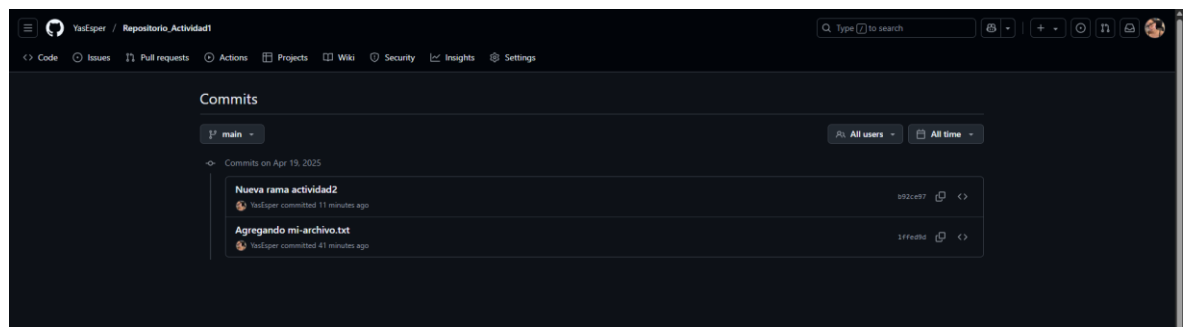 YasEsper / Repositorio_Actividad1
Type / to search
Code Issues Pull requests Actions Projects Wiki Security Insights Settings
Commits
main All users All time
Commits on Apr 19, 2025
Nueva rama actividad2
YasEsper committed 11 minutes ago
b92ce97
Agregando mi-archivo.txt
YasEsper committed 41 minutes ago
1ffed9d